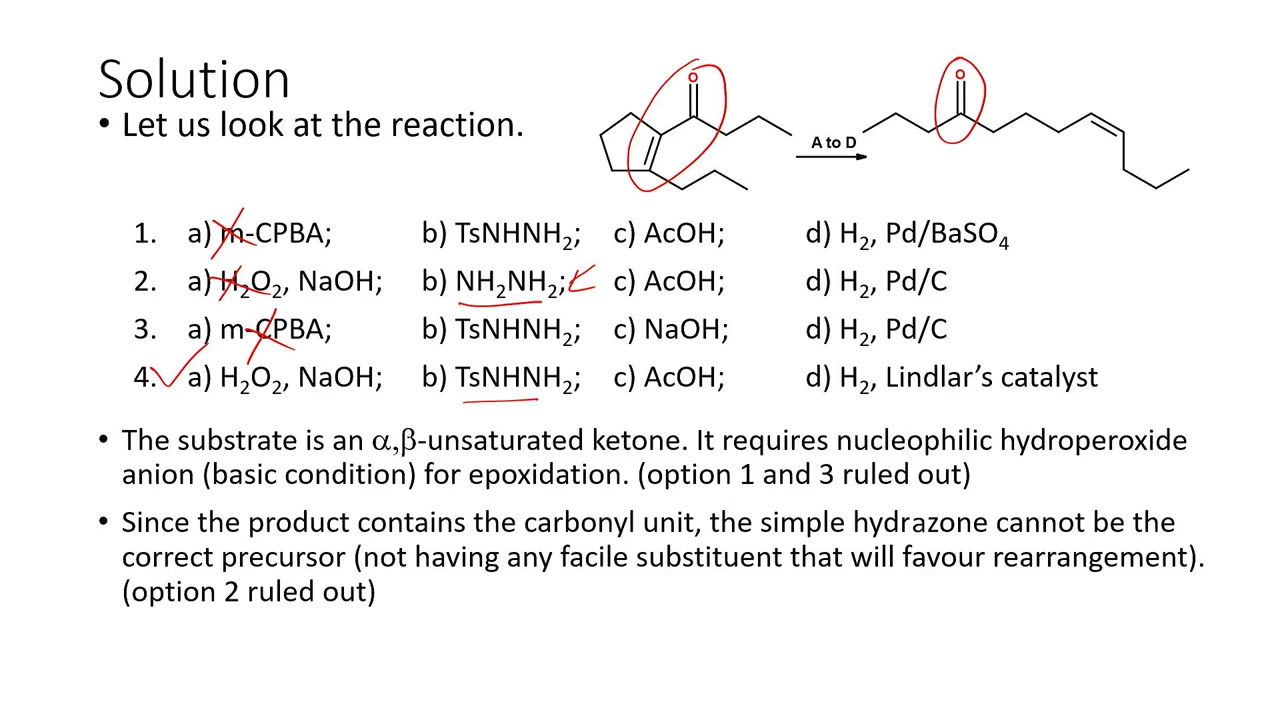 Solution
• Let us look at the reaction.
O
O
A to D
1. a) m-CPBA; b) TsNHNH₂; c) AcOH; d) H₂, Pd/BaSO₄
2. a) H₂O₂, NaOH; b) NH₂NH₂; c) AcOH; d) H₂, Pd/C
3. a) m-CPBA; b) TsNHNH₂; c) NaOH; d) H₂, Pd/C
4. a) H₂O₂, NaOH; b) TsNHNH₂; c) AcOH; d) H₂, Lindlar’s catalyst
• The substrate is an α,β-unsaturated ketone. It requires nucleophilic hydroperoxide
anion (basic condition) for epoxidation. (option 1 and 3 ruled out)
• Since the product contains the carbonyl unit, the simple hydrazone cannot be the
correct precursor (not having any facile substituent that will favour rearrangement).
(option 2 ruled out)